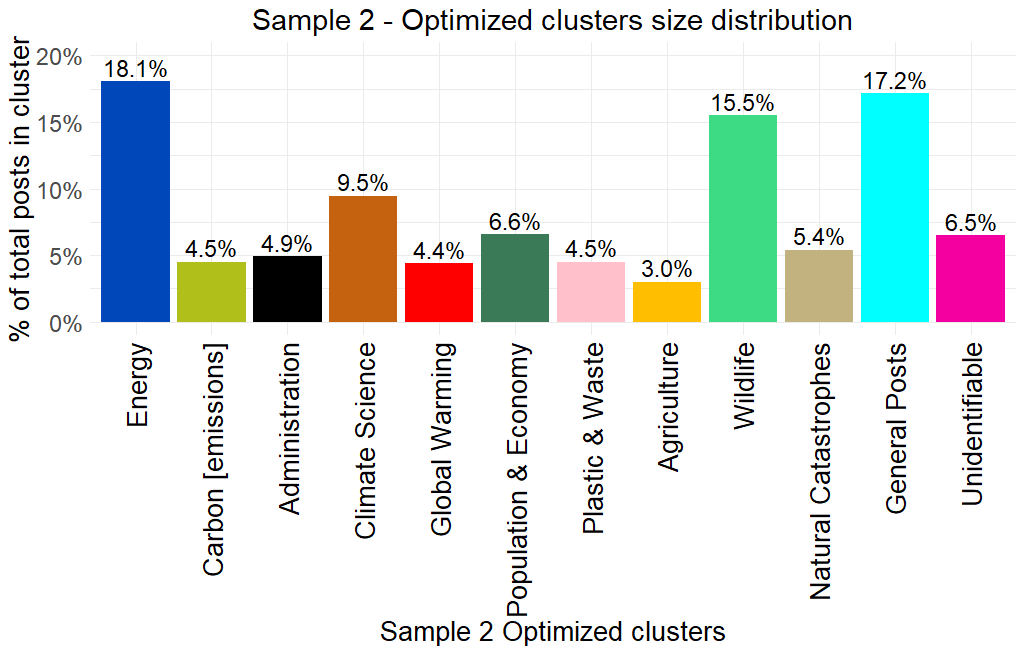 Sample 2 - Optimized clusters size distribution
% of total posts in cluster
20%
15%
10%
5%
0%
18.1%
4.5%
4.9%
9.5%
4.4%
6.6%
4.5%
3.0%
15.5%
5.4%
17.2%
6.5%
Energy
Carbon [emissions]
Administration
Climate Science
Global Warming
Population & Economy
Plastic & Waste
Agriculture
Wildlife
Natural Catastrophes
General Posts
Unidentifiable
Sample 2 Optimized clusters